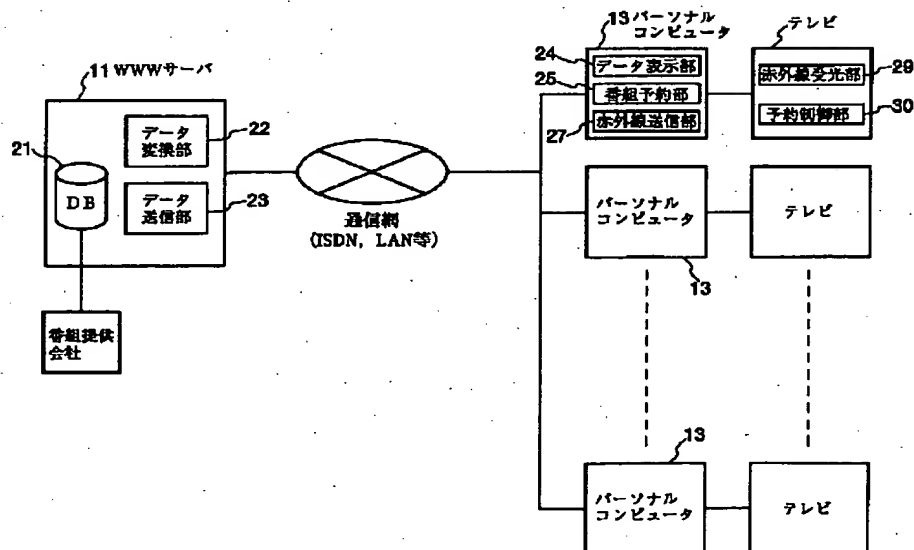 11 WWWサーバ
21
DB
データ
変換部
22
データ
送信部
23
番組提供
会社
通信網
(ISDN, LAN等)
13 パーソナル
コンピュータ
24
データ表示部
25
番組予約部
27
赤外線送信部
テレビ
赤外線受光部
29
予約制御部
30
パーソナル
コンピュータ
13
テレビ
13
パーソナル
コンピュータ
テレビ